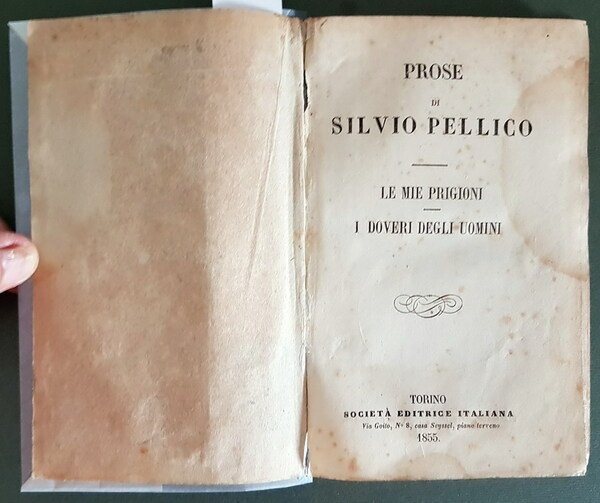 PROSE
DI
SILVIO PELLICO
LE MIE PRIGIONI
I DOVERI DEGLI UOMINI
TORINO
SOCIETÀ EDITRICE ITALIANA
Via Goito, Nº 8, casa Seyssel, piano terreno
1855.